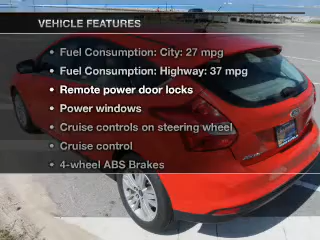 VEHICLE FEATURES
• Fuel Consumption: City: 27 mpg
• Fuel Consumption: Highway: 37 mpg
• Remote power door locks
• Power windows
• Cruise controls on steering wheel
• Cruise control
• 4-wheel ABS Brakes